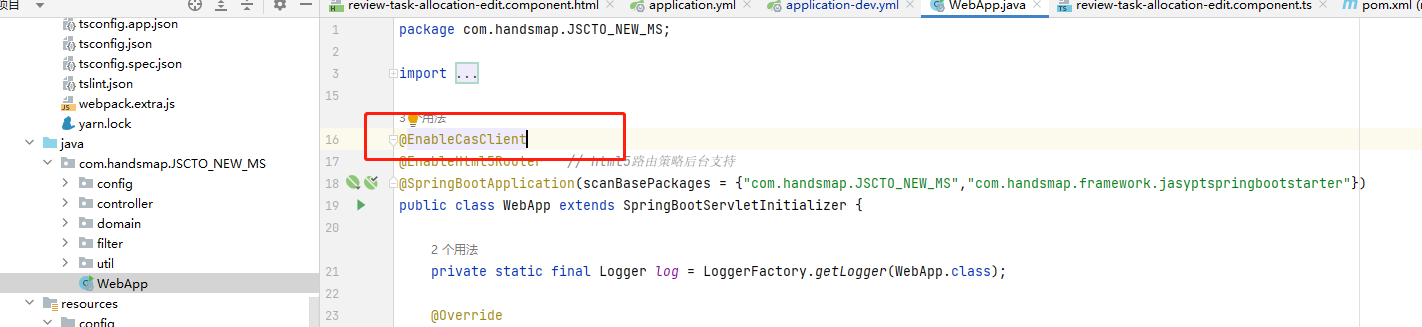 项目
tsconfig.app.json
tsconfig.json
tsconfig.spec.json
tslint.json
webpack.extra.js
yarn.lock
java
com.handsmap.JSCTO_NEW_MS
config
controller
domain
filter
util
WebApp
resources
config
review-task-allocation-edit.component.html
application.yml
application-dev.yml
WebApp.java
review-task-allocation-edit.component.ts
pom.xml
1 package com.handsmap.JSCTO_NEW_MS;
2
3 import ...
15
3个用法
16 @EnableCasClient
17 @EnableHtml5Rooter // html5路由策略后台支持
18 @SpringBootApplication(scanBasePackages = {"com.handsmap.JSCTO_NEW_MS","com.handsmap.framework.jasyptspringbootstarter"})
19 public class WebApp extends SpringBootServletInitializer {
20
2 个用法
21 private static final Logger log = LoggerFactory.getLogger(WebApp.class);
22
23 @Override